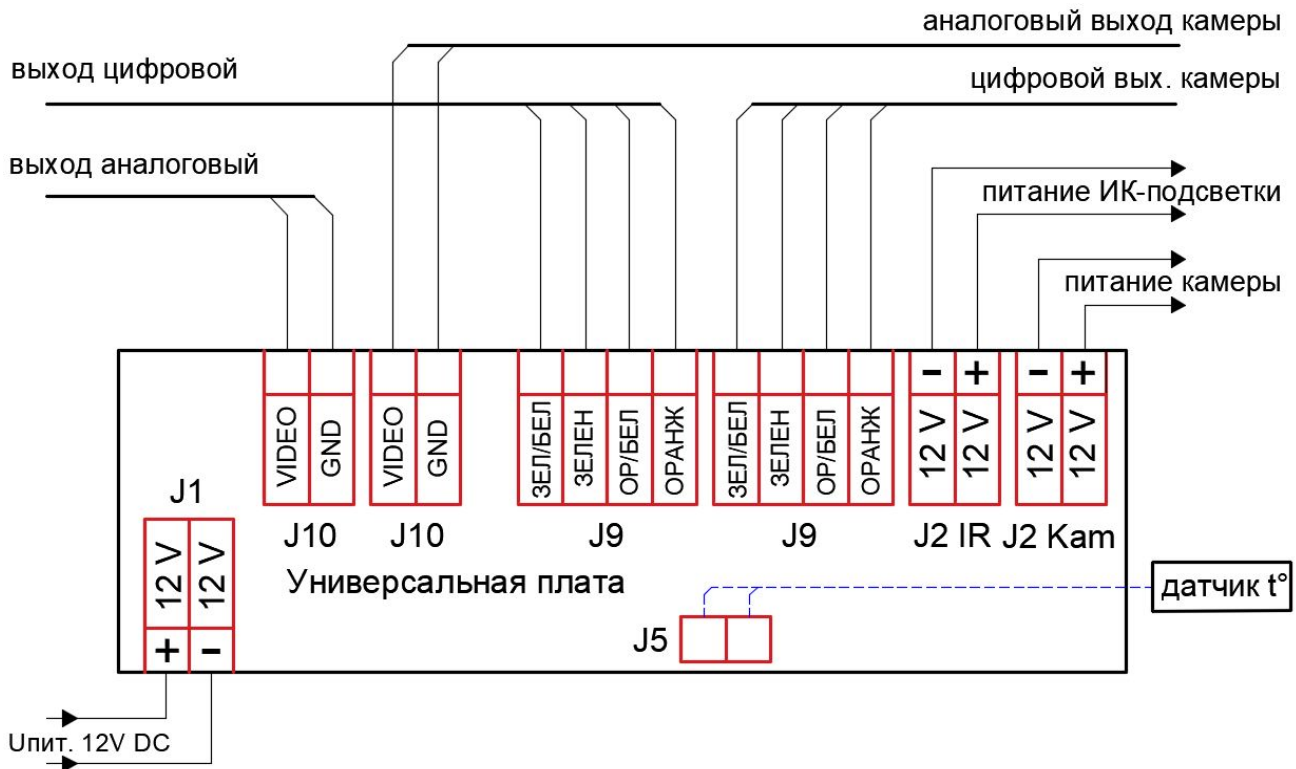 аналоговый выход камеры
выход цифровой
цифровой вых. камеры
выход аналоговый
питание ИК-подсветки
питание камеры
- + - +
VIDEO GND VIDEO GND ЗЕЛ/БЕЛ ЗЕЛЕН ОР/БЕЛ ОРАНЖ ЗЕЛ/БЕЛ ЗЕЛЕН ОР/БЕЛ ОРАНЖ 12 V 12 V 12 V 12 V
J1
J10 J10 J9 J9 J2 IR J2 Kam
12 V 12 V
Универсальная плата
датчик t°
J5
+ -
Uпит. 12V DC